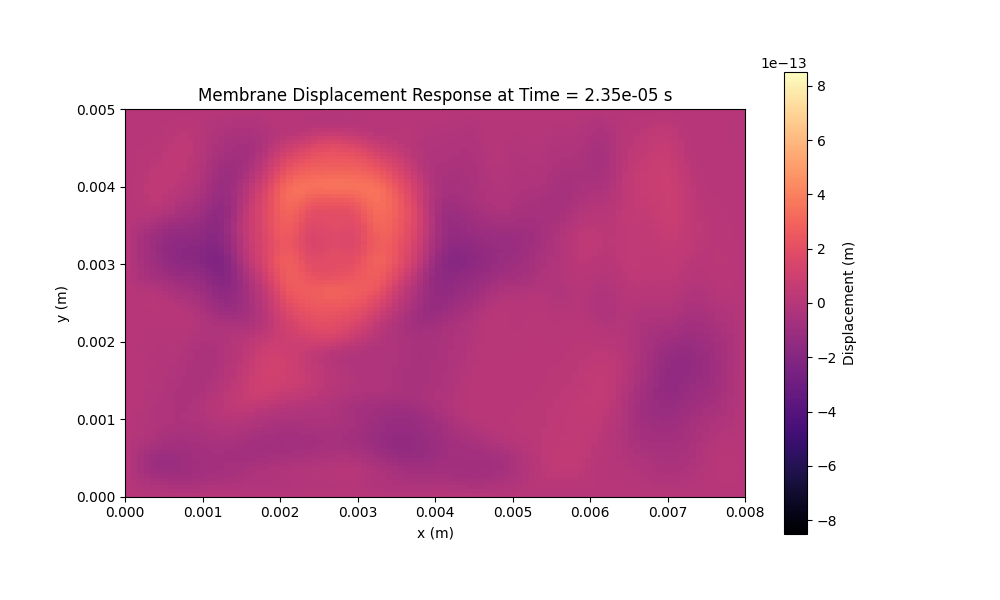 1e−13
Membrane Displacement Response at Time = 2.35e-05 s
0.005
0.004
0.003
0.002
0.001
0.000
y (m)
0.000 0.001 0.002 0.003 0.004 0.005 0.006 0.007 0.008
x (m)
8
6
4
2
0
−2
−4
−6
−8
Displacement (m)